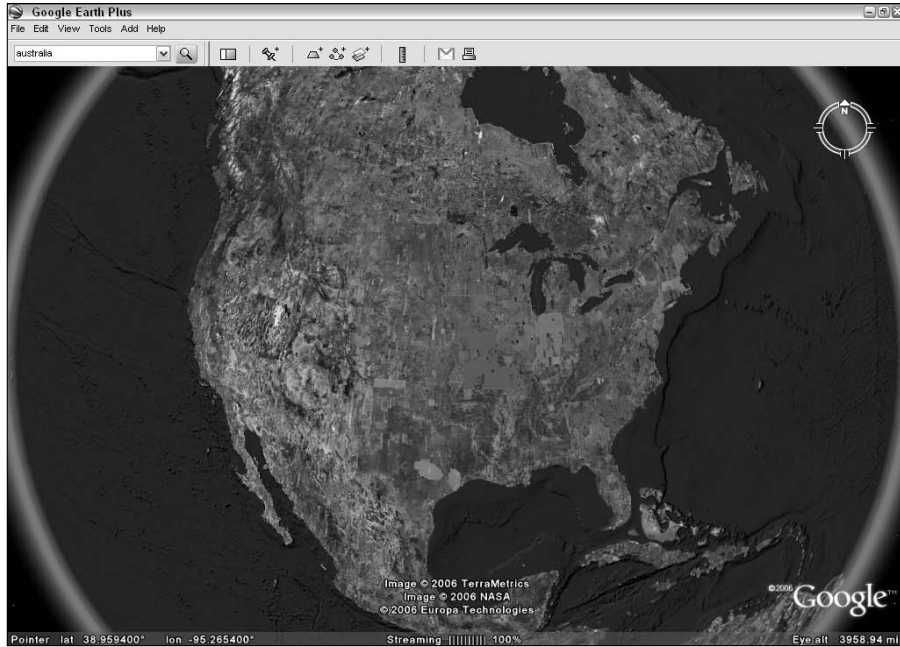 Google Earth Plus
File Edit View Tools Add Help
australia
N
Image © 2006 TerraMetrics
Image © 2006 NASA
© 2006 Europa Technologies
©2006 Google™
Pointer lat 38.959400° lon -95.265400° Streaming |||||||||| 100% Eye alt 3958.94 mi